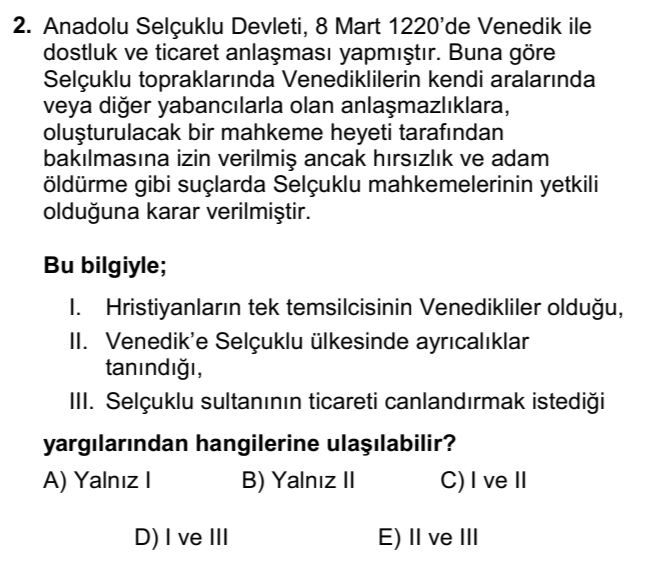 2. Anadolu Selçuklu Devleti, 8 Mart 1220’de Venedik ile
dostluk ve ticaret anlaşması yapmıştır. Buna göre
Selçuklu topraklarında Venediklilerin kendi aralarında
veya diğer yabancılarla olan anlaşmazlıklara,
oluşturulacak bir mahkeme heyeti tarafından
bakılmasına izin verilmiş ancak hırsızlık ve adam
öldürme gibi suçlarda Selçuklu mahkemelerinin yetkili
olduğuna karar verilmiştir.
Bu bilgiyle;
I. Hristiyanların tek temsilcisinin Venedikliler olduğu,
II. Venedik’e Selçuklu ülkesinde ayrıcalıklar
tanındığı,
III. Selçuklu sultanının ticareti canlandırmak istediği
yargılarından hangilerine ulaşılabilir?
A) Yalnız I B) Yalnız II C) I ve II
D) I ve III E) II ve III